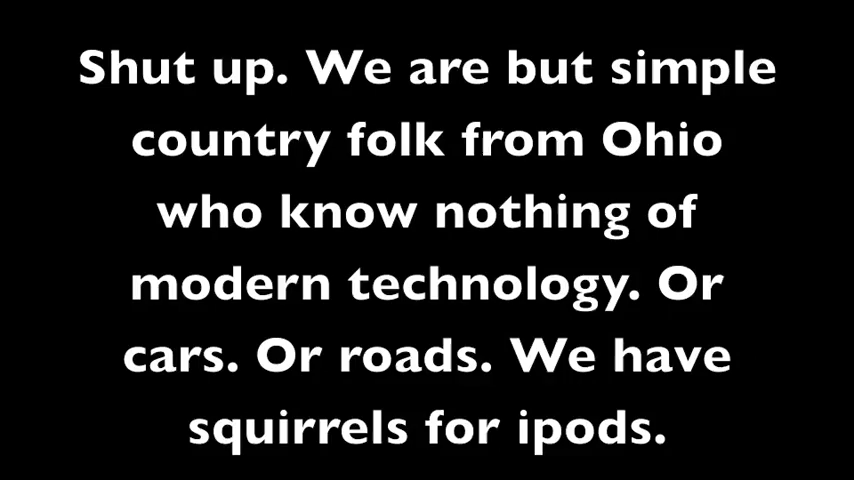 Shut up. We are but simple
country folk from Ohio
who know nothing of
modern technology. Or
cars. Or roads. We have
squirrels for ipods.